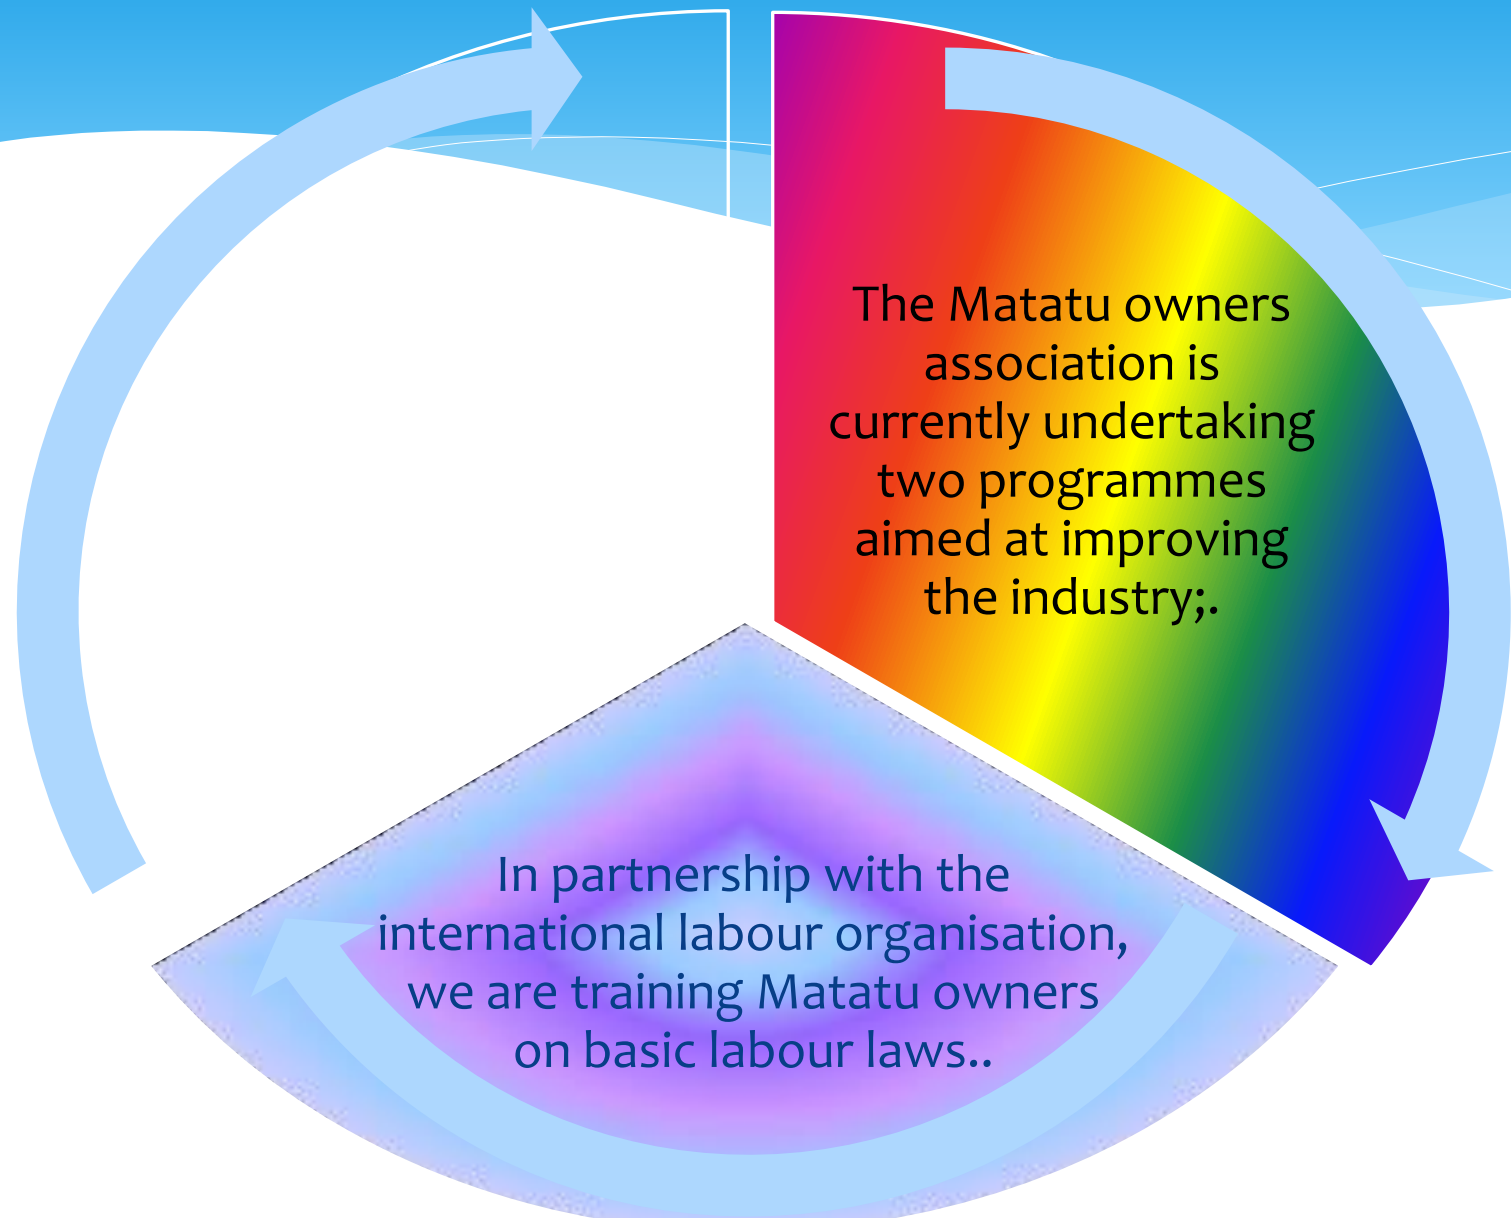 The Matatu owners
association is
currently undertaking
two programmes
aimed at improving
the industry;.
In partnership with the
international labour organisation,
we are training Matatu owners
on basic labour laws..